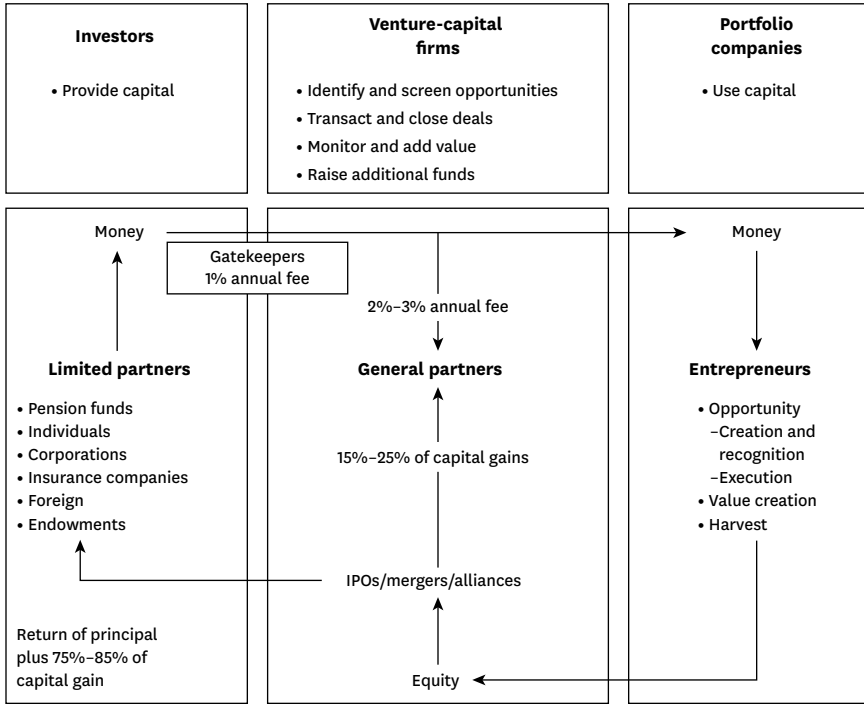 Investors
• Provide capital
Venture-capital
firms
• Identify and screen opportunities
• Transact and close deals
• Monitor and add value
• Raise additional funds
Portfolio
companies
• Use capital
Money
Gatekeepers
1% annual fee
Limited partners
• Pension funds
• Individuals
• Corporations
• Insurance companies
• Foreign
• Endowments
Return of principal
plus 75%–85% of
capital gain
2%–3% annual fee
General partners
15%–25% of capital gains
IPOs/mergers/alliances
Equity
Money
Entrepreneurs
• Opportunity
–Creation and
recognition
–Execution
• Value creation
• Harvest